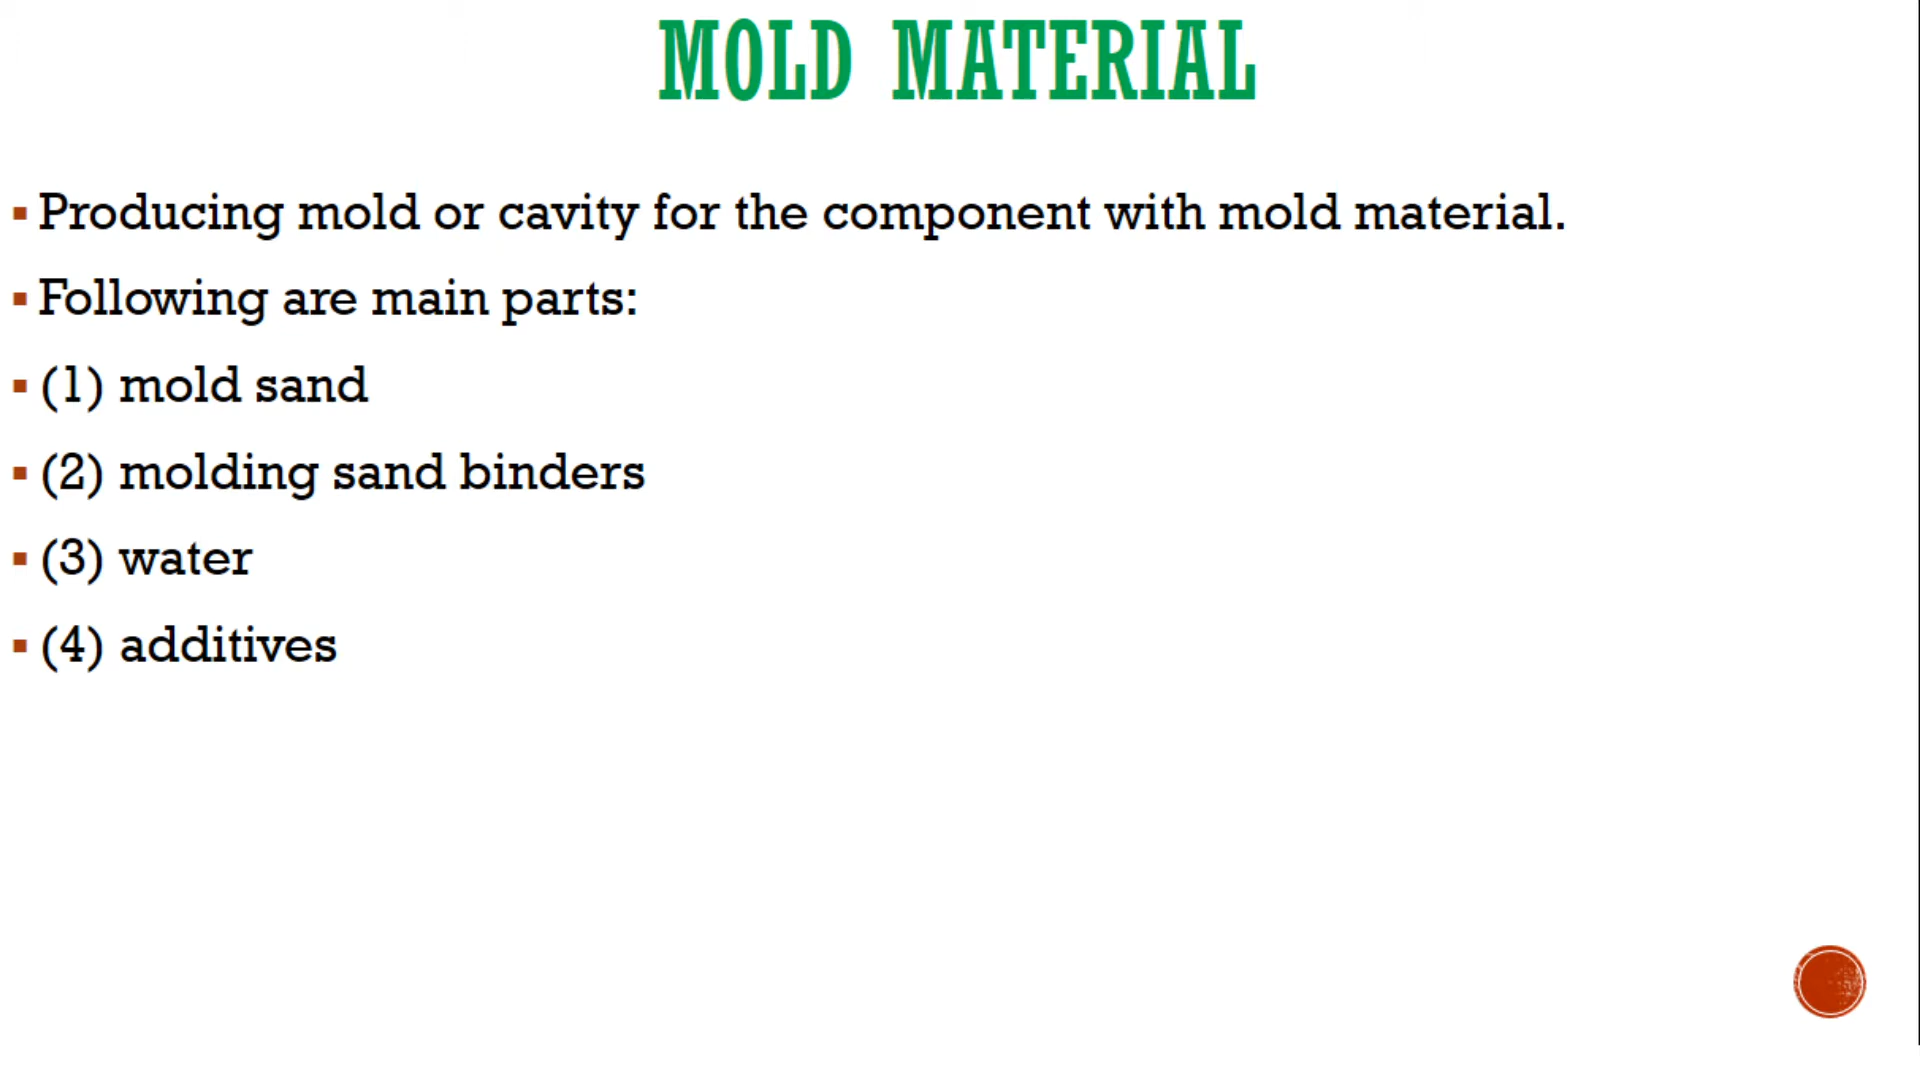 MOLD MATERIAL
▪ Producing mold or cavity for the component with mold material.
▪ Following are main parts:
▪ (1) mold sand
▪ (2) molding sand binders
▪ (3) water
▪ (4) additives